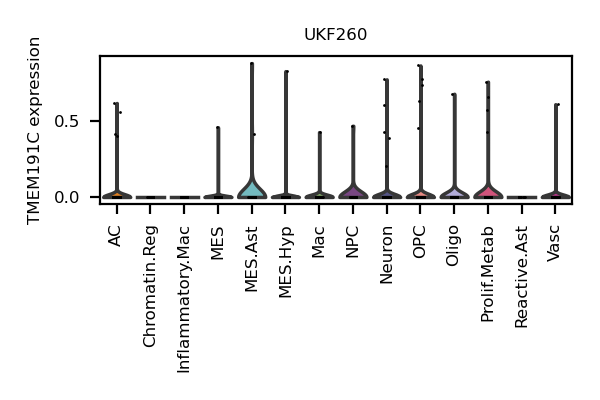 UKF260
TMEM191C expression
0.5
0.0
AC
Chromatin.Reg
Inflammatory.Mac
MES
MES.Ast
MES.Hyp
Mac
NPC
Neuron
OPC
Oligo
Prolif.Metab
Reactive.Ast
Vasc